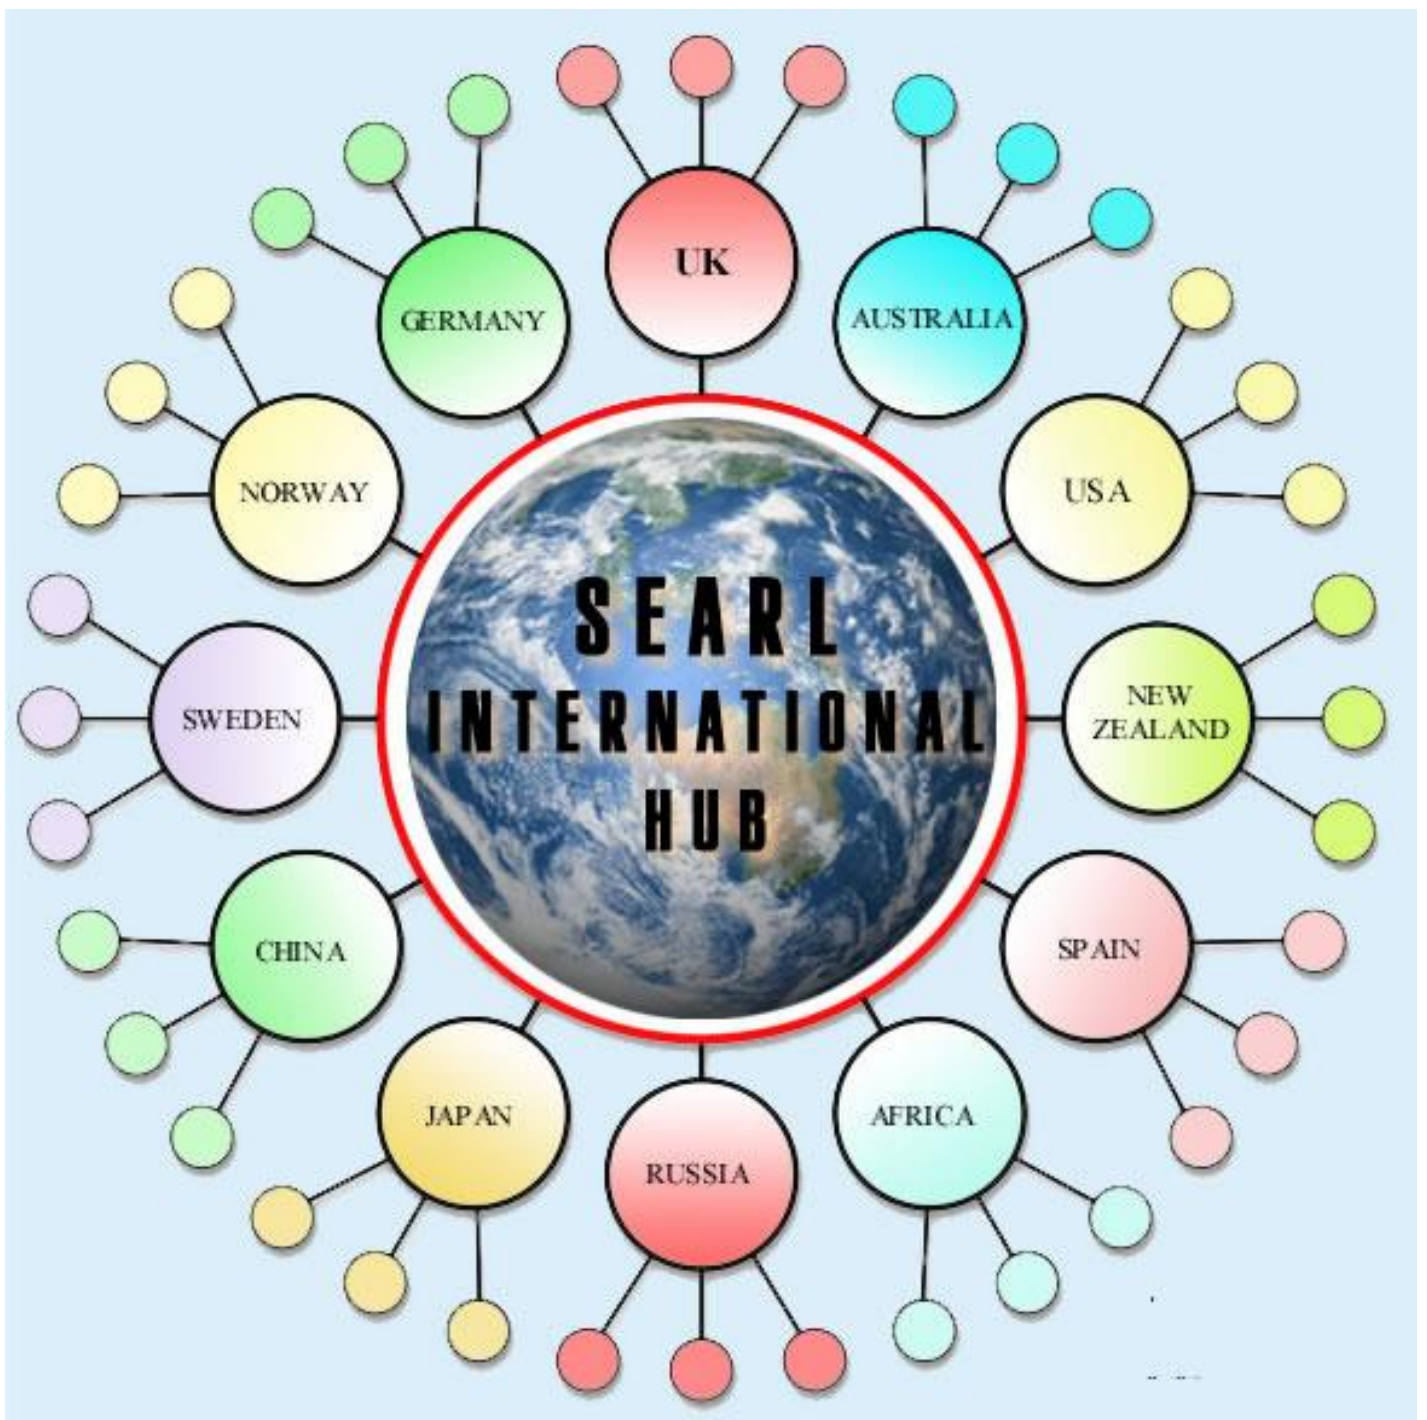 UK
AUSTRALIA
USA
NEW
ZEALAND
SPAIN
AFRICA
RUSSIA
JAPAN
CHINA
SWEDEN
NORWAY
GERMANY
SEARL
INTERNATIONAL
HUB